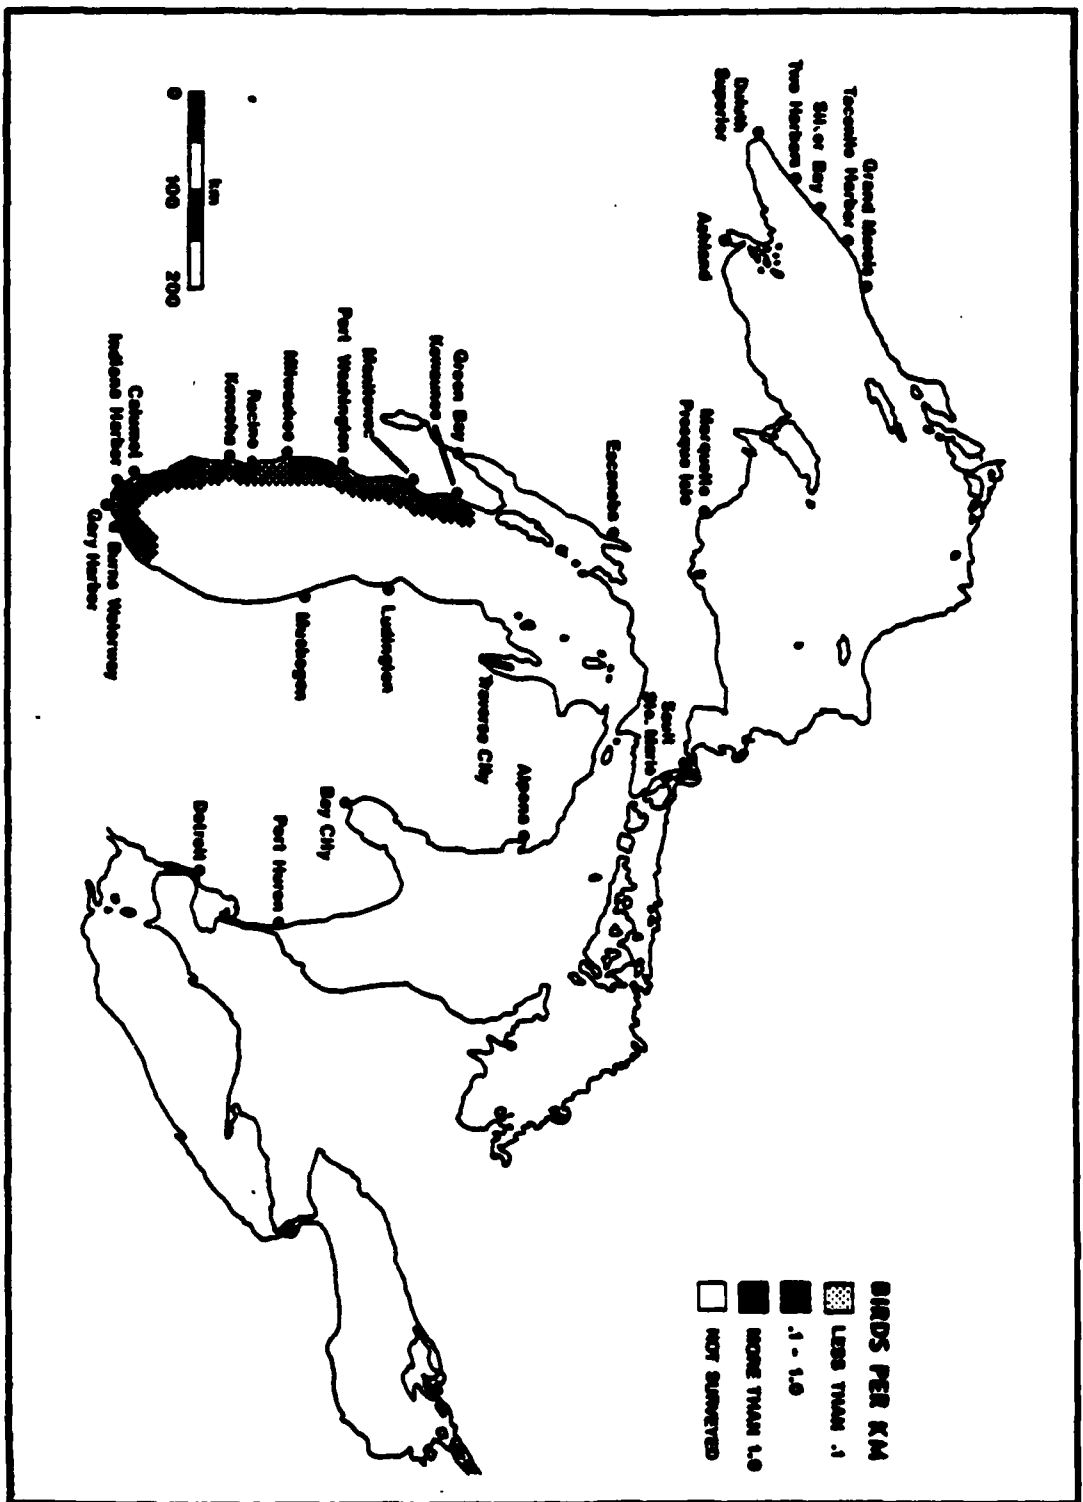 BIRDS PER KM
LESS THAN .1
.1 - 1.0
MORE THAN 1.0
NOT SURVEYED
Grand Marais
Taconite Harbor
Silver Bay
Two Harbors
Duluth
Superior
Ashland
Marquette
Presque Isle
Sault
Ste. Marie
Escanaba
Green Bay
Kewaunee
Manitowoc
Port Washington
Milwaukee
Racine
Kenosha
Calumet
Indiana Harbor
Burns Waterway
Gary Harbor
Muskegon
Ludington
Traverse City
Alpena
Bay City
Port Huron
Detroit
km
0 100 200